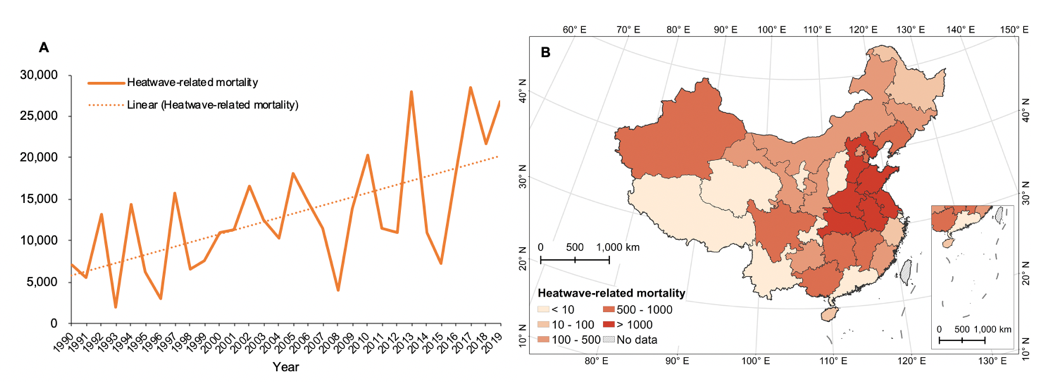 A
30,000
25,000
20,000
15,000
10,000
5,000
0
Heatwave-related mortality
Linear (Heatwave-related mortality)
1990 1991 1992 1993 1994 1995 1996 1997 1998 1999 2000 2001 2002 2003 2004 2005 2006 2007 2008 2009 2010 2011 2012 2013 2014 2015 2016 2017 2018 2019
Year
60° E 70° E 80° E 90° E 100° E 110° E 120° E 130° E 140° E 150° E
B
40° N
30° N
20° N
10° N
40° N
30° N
20° N
10° N
0 500 1,000 km
Heatwave-related mortality
< 10 500 - 1000
10 - 100 > 1000
100 - 500 No data
0 500 1,000 km
80° E 90° E 100° E 110° E 120° E 130° E